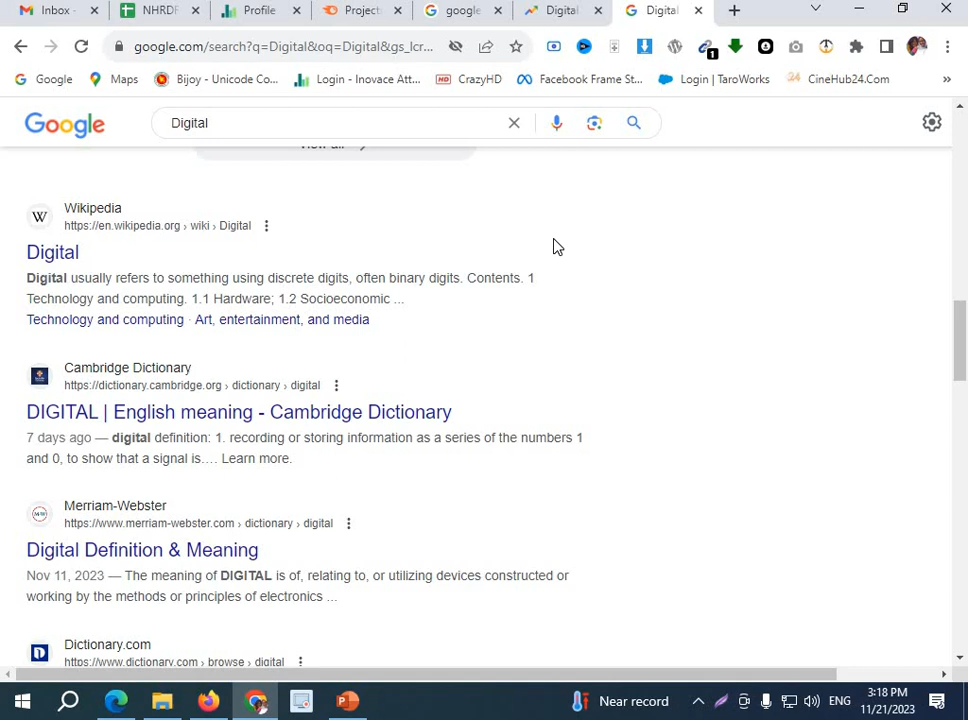 Inbox -
NHRDF
Profile
Project:
google
Digital
Digital
google.com/search?q=Digital&oq=Digital&gs_lcr...
1
Google
Maps
Bijoy - Unicode Co...
Login - Inovace Att...
HD CrazyHD
Facebook Frame St...
Login | TaroWorks
24 CineHub24.Com
»
Google
Digital
View all
W
Wikipedia
https://en.wikipedia.org › wiki › Digital
Digital
Digital usually refers to something using discrete digits, often binary digits. Contents. 1
Technology and computing. 1.1 Hardware; 1.2 Socioeconomic ...
Technology and computing · Art, entertainment, and media
Cambridge Dictionary
https://dictionary.cambridge.org › dictionary › digital
DIGITAL | English meaning - Cambridge Dictionary
7 days ago — digital definition: 1. recording or storing information as a series of the numbers 1
and 0, to show that a signal is.... Learn more.
Merriam-Webster
https://www.merriam-webster.com › dictionary › digital
Digital Definition & Meaning
Nov 11, 2023 — The meaning of DIGITAL is of, relating to, or utilizing devices constructed or
working by the methods or principles of electronics ...
Dictionary.com
https://www.dictionary.com › browse › digital
Near record
ENG
3:18 PM
11/21/2023